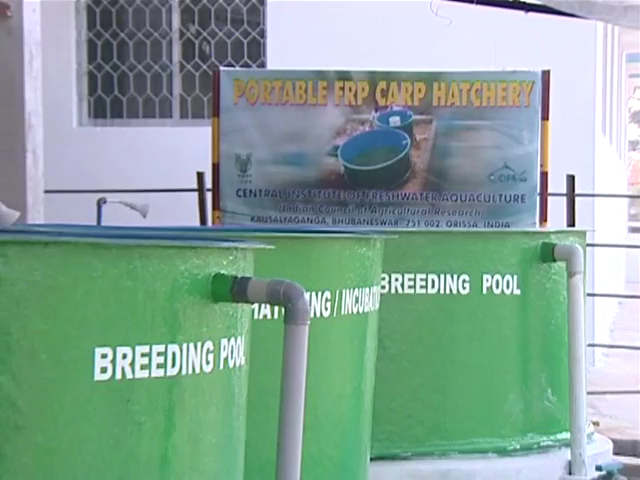 PORTABLE FRP CARP HATCHERY
CIFA
CENTRAL INSTITUTE OF FRESHWATER AQUACULTURE
(Indian Council of Agricultural Research)
KAUSALYAGANGA, BHUBANESWAR- 751 002, ORISSA, INDIA
BREEDING POOL
BREEDING POOL